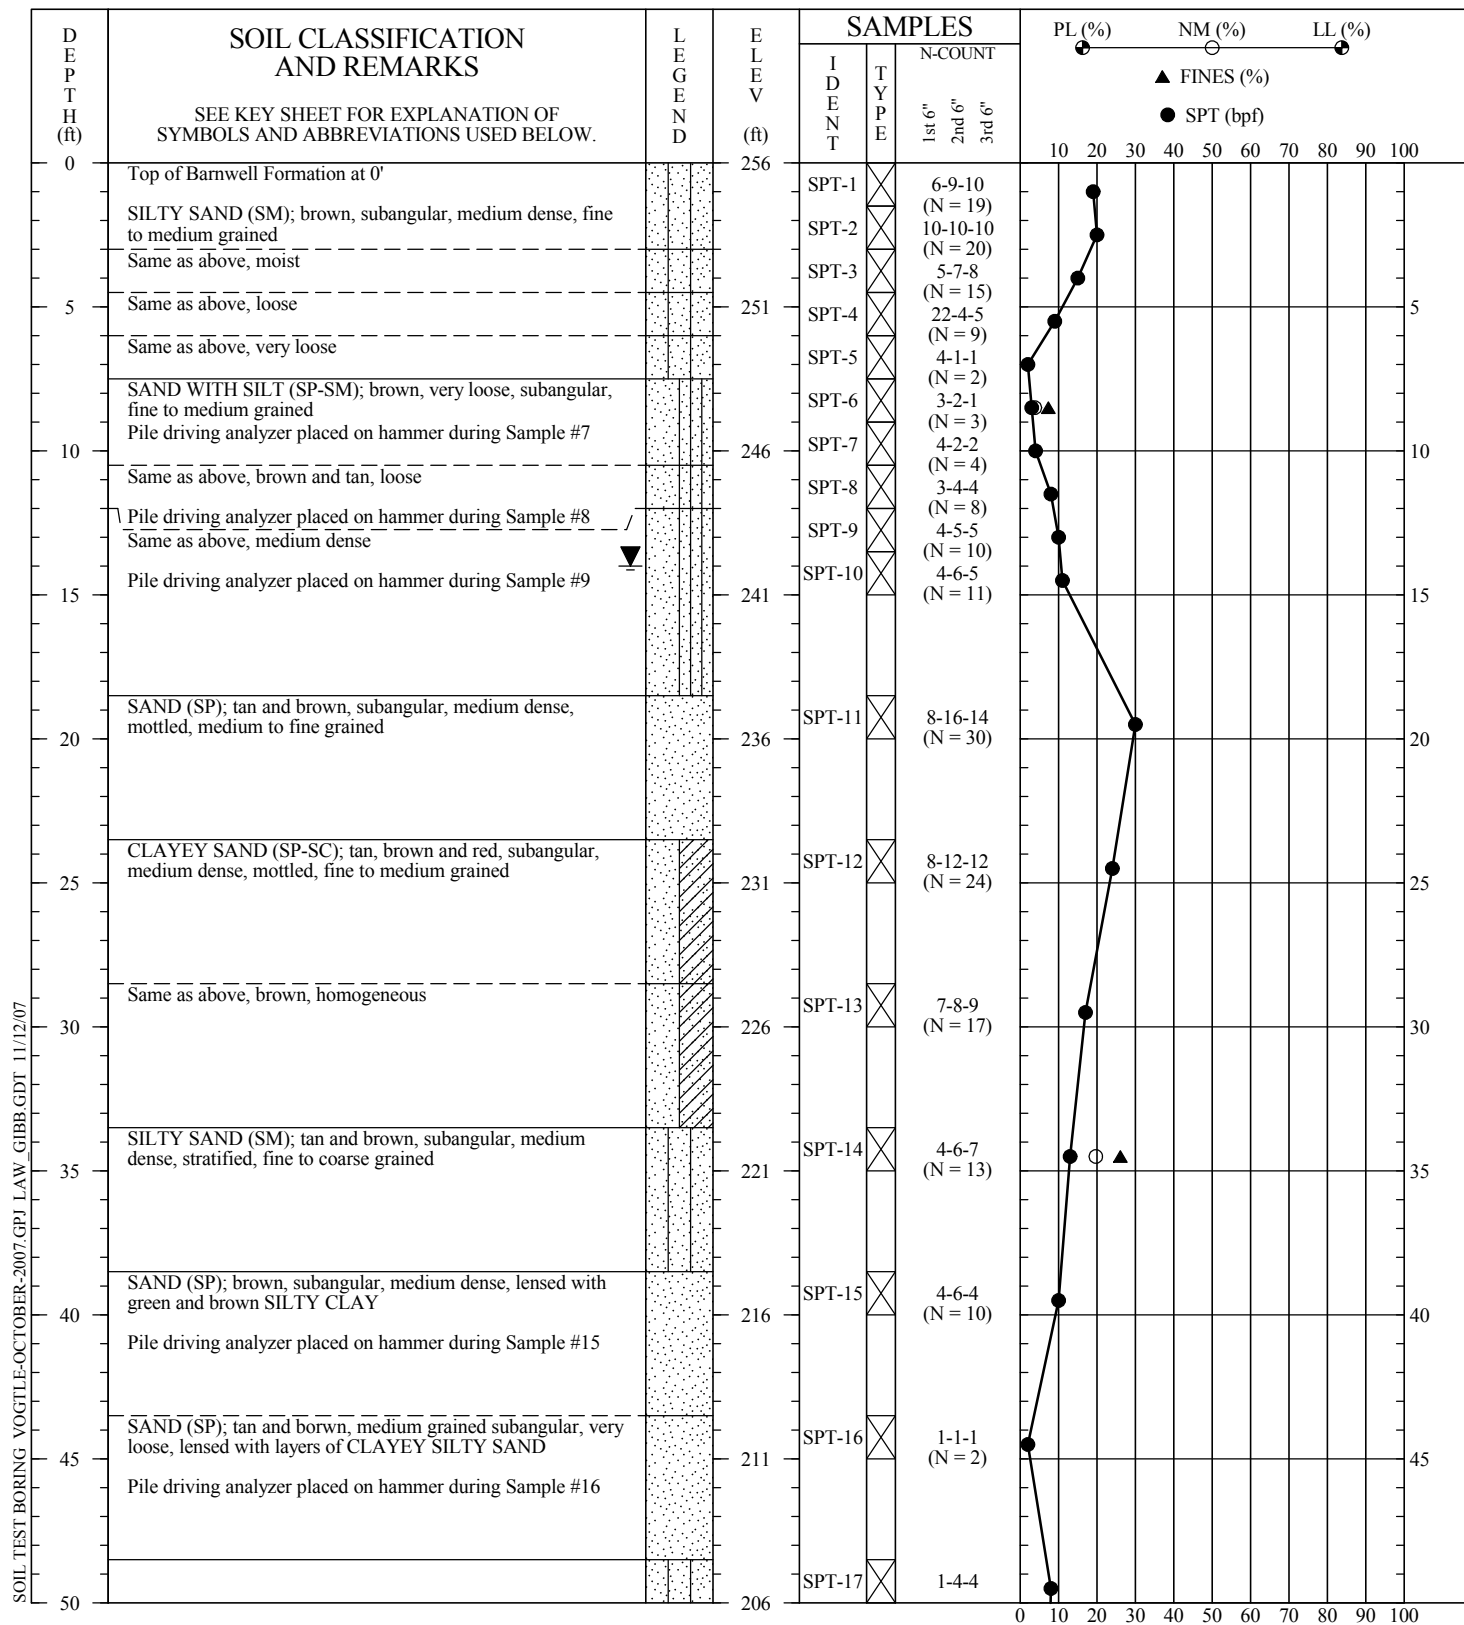 DEPTH (ft)
SOIL CLASSIFICATION
AND REMARKS
SEE KEY SHEET FOR EXPLANATION OF
SYMBOLS AND ABBREVIATIONS USED BELOW.
LEGEND
ELEV (ft)
SAMPLES
IDENT
TYPE
N-COUNT
1st 6"
2nd 6"
3rd 6"
PL (%) NM (%) LL (%)
▲ FINES (%)
● SPT (bpf)
10 20 30 40 50 60 70 80 90 100
0
256
Top of Barnwell Formation at 0'
SPT-1 6-9-10
(N = 19)
SILTY SAND (SM); brown, subangular, medium dense, fine
to medium grained
SPT-2 10-10-10
(N = 20)
Same as above, moist
SPT-3 5-7-8
(N = 15)
Same as above, loose
5 251 5
SPT-4 22-4-5
(N = 9)
Same as above, very loose
SPT-5 4-1-1
(N = 2)
SAND WITH SILT (SP-SM); brown, very loose, subangular,
fine to medium grained
SPT-6 3-2-1
(N = 3)
Pile driving analyzer placed on hammer during Sample #7
SPT-7 4-2-2
(N = 4)
10 246 10
Same as above, brown and tan, loose
SPT-8 3-4-4
(N = 8)
Pile driving analyzer placed on hammer during Sample #8
SPT-9 4-5-5
(N = 10)
Same as above, medium dense
SPT-10 4-6-5
(N = 11)
Pile driving analyzer placed on hammer during Sample #9
15 241 15
SAND (SP); tan and brown, subangular, medium dense,
mottled, medium to fine grained
SPT-11 8-16-14
(N = 30)
20 236 20
CLAYEY SAND (SP-SC); tan, brown and red, subangular,
medium dense, mottled, fine to medium grained
SPT-12 8-12-12
(N = 24)
25 231 25
Same as above, brown, homogeneous
SPT-13 7-8-9
(N = 17)
30 226 30
SILTY SAND (SM); tan and brown, subangular, medium
dense, stratified, fine to coarse grained
SPT-14 4-6-7
(N = 13)
35 221 35
SAND (SP); brown, subangular, medium dense, lensed with
green and brown SILTY CLAY
SPT-15 4-6-4
(N = 10)
40 216 40
Pile driving analyzer placed on hammer during Sample #15
SAND (SP); tan and borwn, medium grained subangular, very
loose, lensed with layers of CLAYEY SILTY SAND
SPT-16 1-1-1
(N = 2)
45 211 45
Pile driving analyzer placed on hammer during Sample #16
SPT-17 1-4-4
50 206
0 10 20 30 40 50 60 70 80 90 100
SOIL TEST BORING VOGTLE-OCTOBER-2007.GPJ LAW_GIBB.GDT 11/12/07